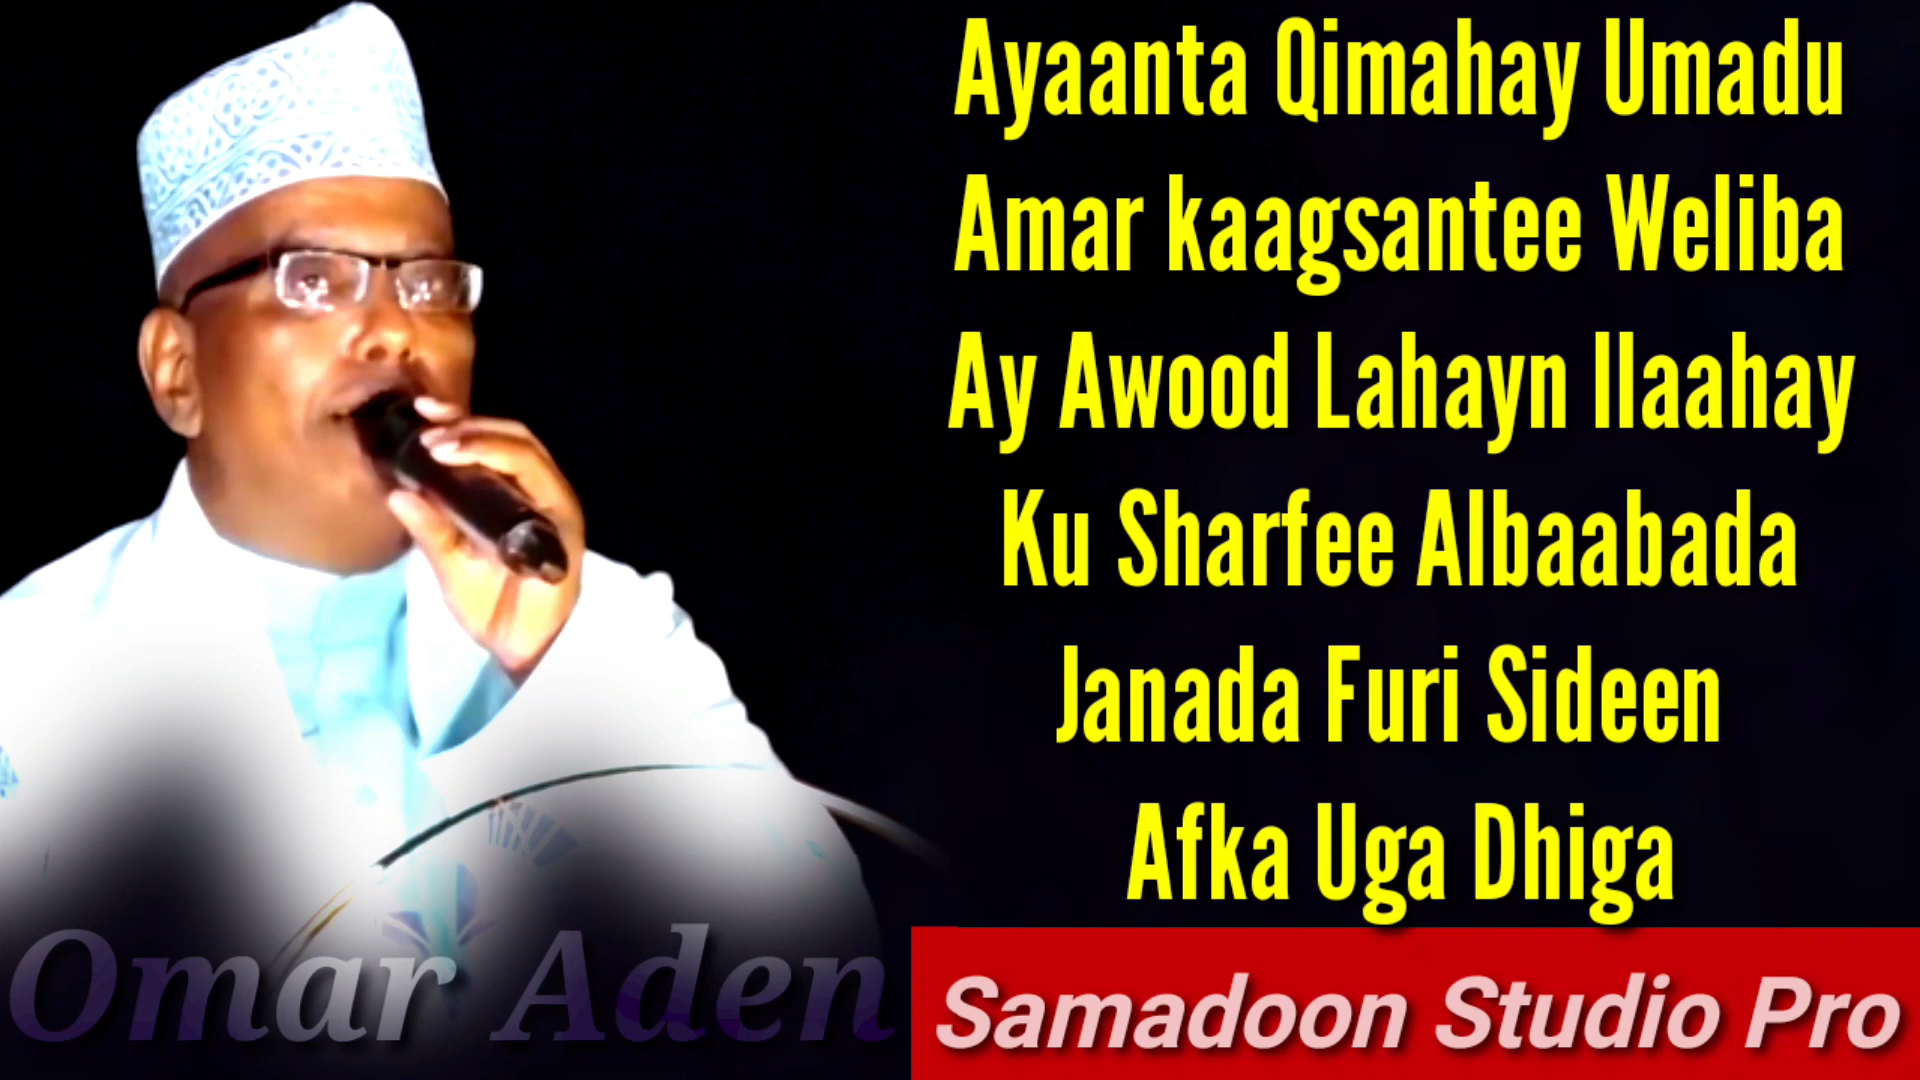 Ayaanta Qimahay Umadu
Amar kaagsantee Weliba
Ay Awood Lahayn Ilaahay
Ku Sharfee Albaabada
Janada Furi Sideen
Afka Uga Dhiga
Omar Aden
Samadoon Studio Pro